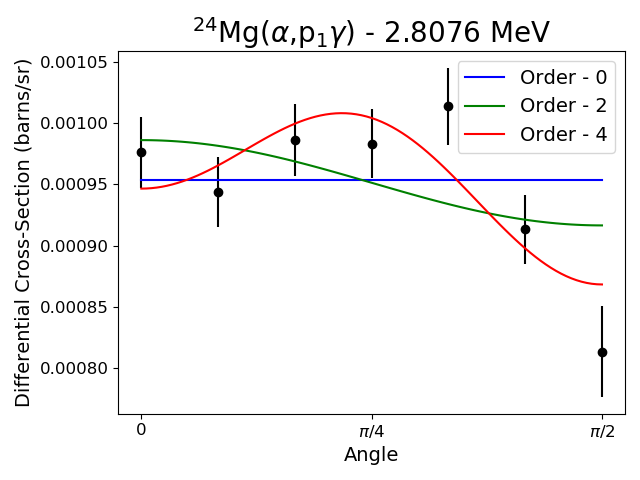 ²⁴Mg(α,p₁γ) - 2.8076 MeV
Differential Cross-Section (barns/sr)
0.00105
0.00100
0.00095
0.00090
0.00085
0.00080
Order - 0
Order - 2
Order - 4
0
π/4
π/2
Angle